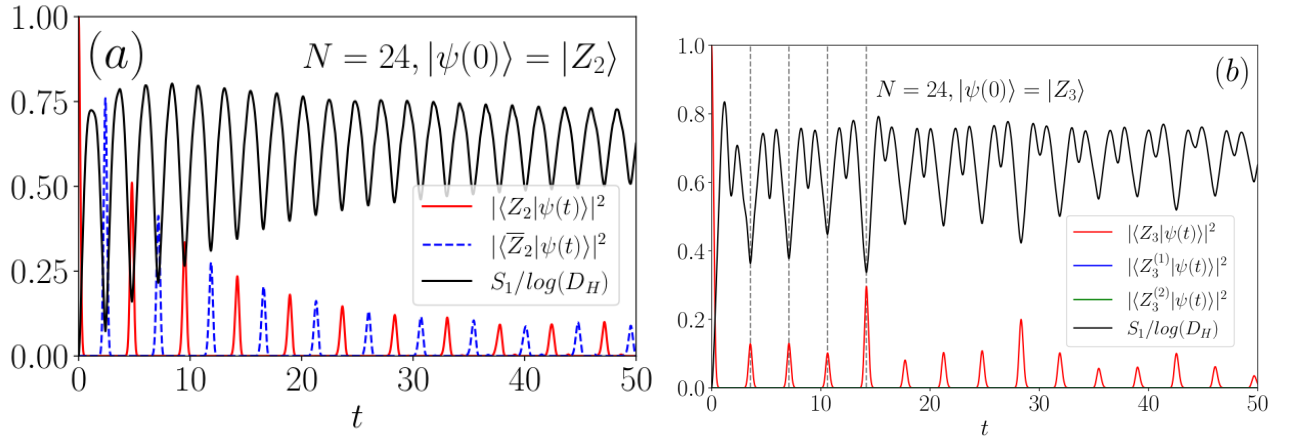 (a)
N = 24, |ψ(0)⟩ = |Z₂⟩
1.00
0.75
0.50
0.25
0.00
|⟨Z₂|ψ(t)⟩|²
|⟨Z̅₂|ψ(t)⟩|²
S₁/log(D_H)
0 10 20 30 40 50
t
(b)
N = 24, |ψ(0)⟩ = |Z₃⟩
1.0
0.8
0.6
0.4
0.2
0.0
|⟨Z₃|ψ(t)⟩|²
|⟨Z₃⁽¹⁾|ψ(t)⟩|²
|⟨Z₃⁽²⁾|ψ(t)⟩|²
S₁/log(D_H)
0 10 20 30 40 50
t